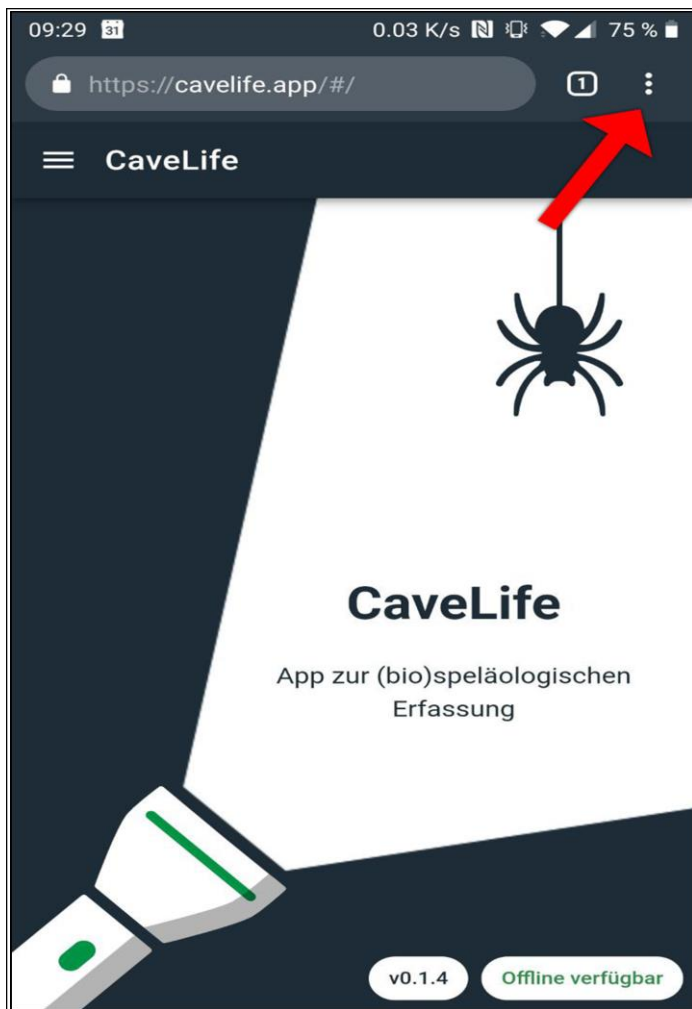 09:29 31 0.03 K/s 75 %
https://cavelife.app/#/ 1
CaveLife
CaveLife
App zur (bio)speläologischen
Erfassung
v0.1.4 Offline verfügbar